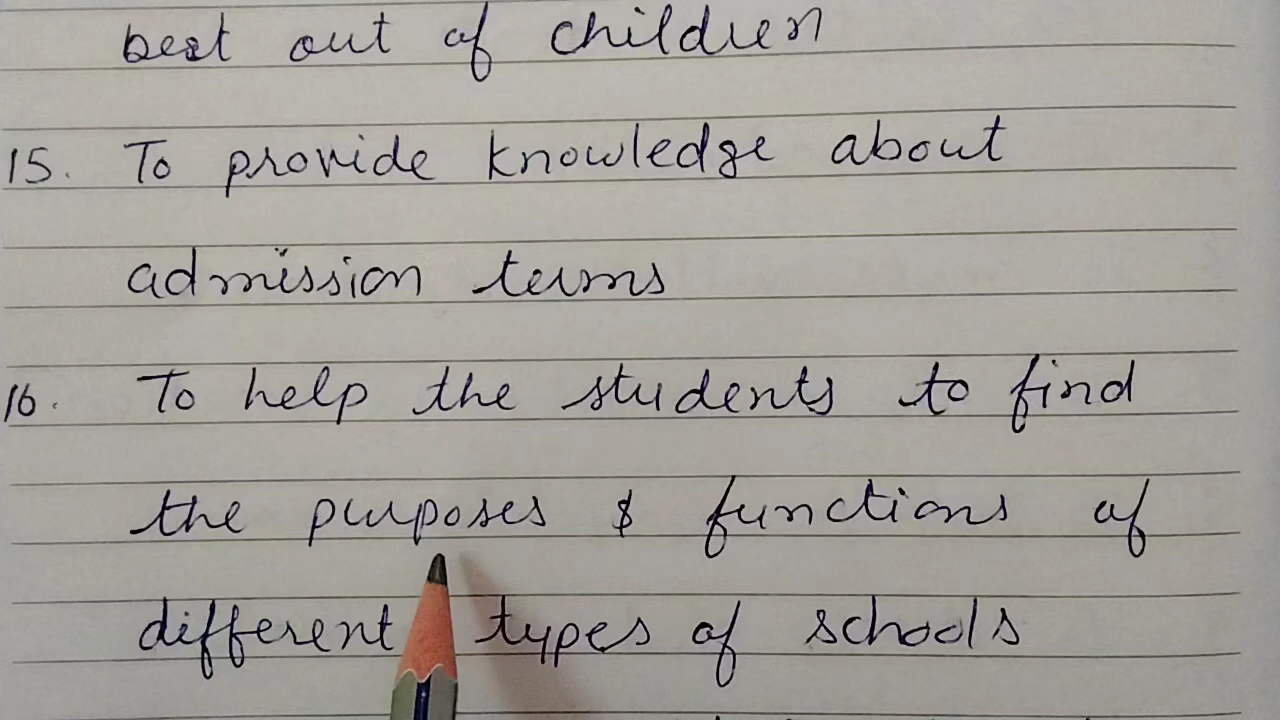 best out of children
15. To provide knowledge about
admission terms
16. To help the students to find
the purposes & functions of
different types of schools